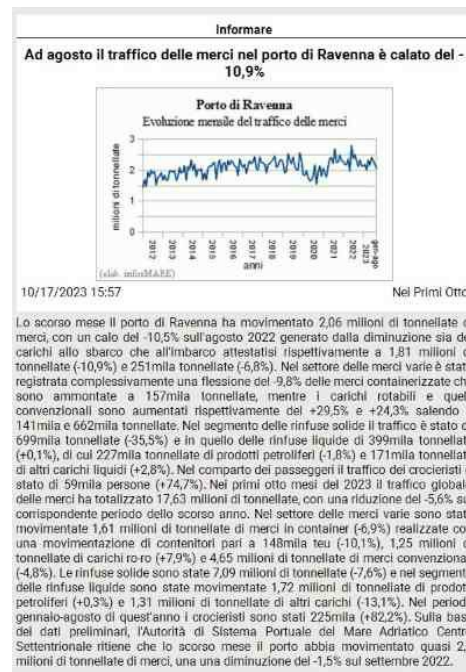 Informare
Ad agosto il traffico delle merci nel porto di Ravenna è calato del -
10,9%
Porto di Ravenna
Evoluzione mensile del traffico delle merci
milioni di tonnellate
3
2
1
0
2012
2013
2014
2015
2016
2017
2018
2019
2020
2021
2022
2023
gen-ago
anni
(elab. inforMARE)
10/17/2023 15:57
Nei Primi Otto
Lo scorso mese il porto di Ravenna ha movimentato 2,06 milioni di tonnellate d
merci, con un calo del -10,5% sull'agosto 2022 generato dalla diminuzione sia de
carichi allo sbarco che all'imbarco attestatisi rispettivamente a 1,81 milioni d
tonnellate (-10,9%) e 251mila tonnellate (-6,8%). Nel settore delle merci varie è stat
registrata complessivamente una flessione del -9,8% delle merci containerizzate che
sono ammontate a 157mila tonnellate, mentre i carichi rotabili e quell
convenzionali sono aumentati rispettivamente del +29,5% e +24,3% salendo
141mila e 662mila tonnellate. Nel segmento delle rinfuse solide il traffico è stato d
699mila tonnellate (-35,5%) e in quello delle rinfuse liquide di 399mila tonnellate
(+0,1%), di cui 227mila tonnellate di prodotti petroliferi (-1,8%) e 171mila tonnellate
di altri carichi liquidi (+2,8%). Nel comparto dei passeggeri il traffico dei crocieristi
stato di 59mila persone (+74,7%). Nei primi otto mesi del 2023 il traffico globale
delle merci ha totalizzato 17,63 milioni di tonnellate, con una riduzione del -5,6% su
corrispondente periodo dello scorso anno. Nel settore delle merci varie sono state
movimentate 1,61 milioni di tonnellate di merci in container (-6,9%) realizzate con
una movimentazione di contenitori pari a 148mila teu (-10,1%), 1,25 milioni d
tonnellate di carichi ro-ro (+7,9%) e 4,65 milioni di tonnellate di merci convenzional
(-4,8%). Le rinfuse solide sono state 7,09 milioni di tonnellate (-7,6%) e nel segment
delle rinfuse liquide sono state movimentate 1,72 milioni di tonnellate di prodott
petroliferi (+0,3%) e 1,31 milioni di tonnellate di altri carichi (-13,1%). Nel period
gennaio-agosto di quest'anno i crocieristi sono stati 225mila (+82,2%). Sulla base
dei dati preliminari, l'Autorità di Sistema Portuale del Mare Adriatico Centro
Settentrionale ritiene che lo scorso mese il porto abbia movimentato quasi 2,
milioni di tonnellate di merci, una una diminuzione del -1,5% sul settembre 2022.